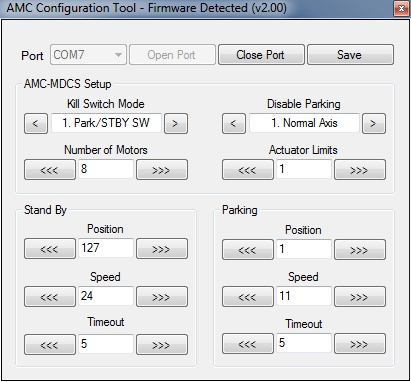 AMC Configuration Tool - Firmware Detected (v2.00)
Port COM7 Open Port Close Port Save
AMC-MDCS Setup
Kill Switch Mode Disable Parking
< 1. Park/STBY SW > < 1. Normal Axis >
Number of Motors Actuator Limits
<<< 8 >>> <<< 1 >>>
Stand By
Position
<<< 127 >>>
Speed
<<< 24 >>>
Timeout
<<< 5 >>>
Parking
Position
<<< 1 >>>
Speed
<<< 11 >>>
Timeout
<<< 5 >>>